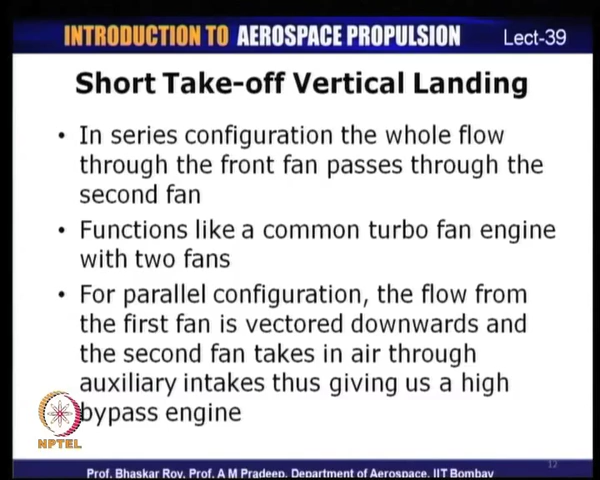 INTRODUCTION TO AEROSPACE PROPULSION Lect-39
Short Take-off Vertical Landing
• In series configuration the whole flow
through the front fan passes through the
second fan
• Functions like a common turbo fan engine
with two fans
• For parallel configuration, the flow from
the first fan is vectored downwards and
the second fan takes in air through
auxiliary intakes thus giving us a high
bypass engine
NPTEL
12
Prof. Bhaskar Roy, Prof. A M Pradeep, Department of Aerospace, IIT Bombay